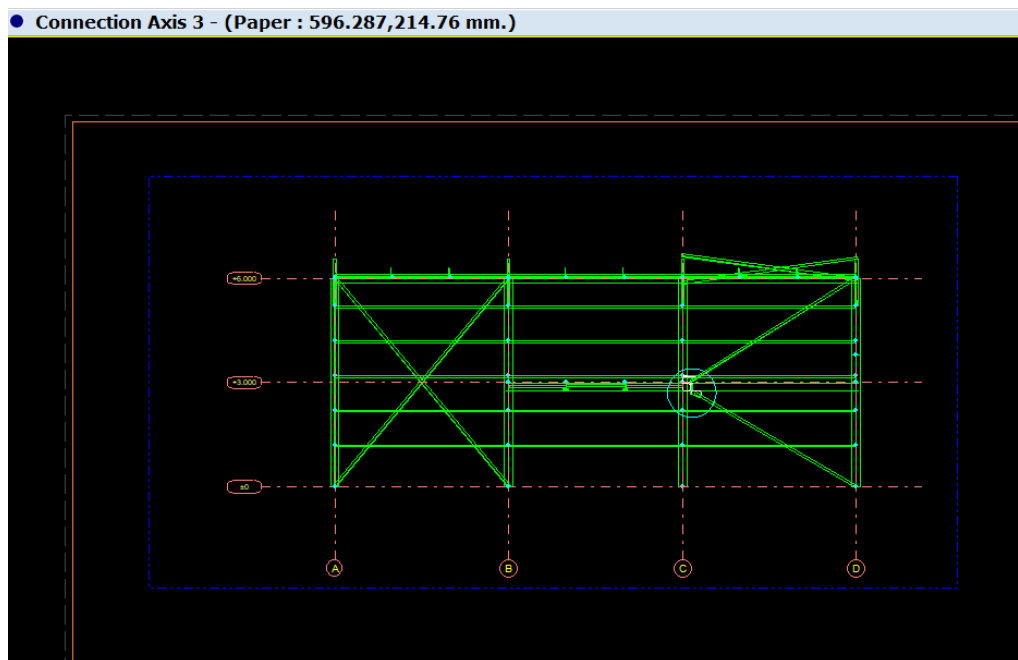 Connection Axis 3 - (Paper : 596.287,214.76 mm.)
+6.000
+3.000
±0
A B C D